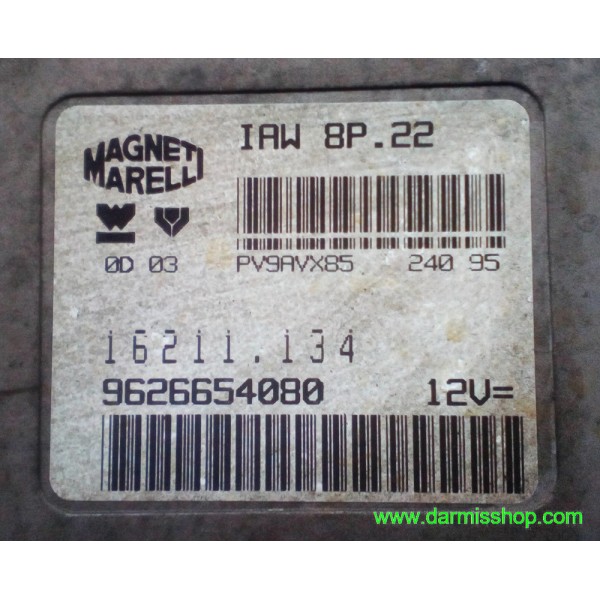 IAW 8P.22
MAGNETI
MARELLI
0D 03
PV9AVX85 240 95
16211.134
9626654080 12V=
www.darmisshop.com